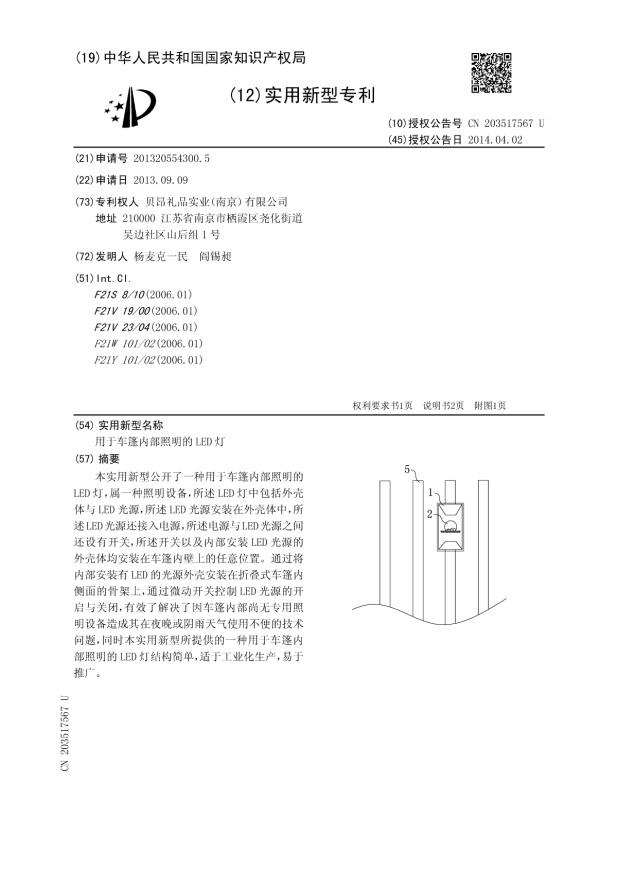 (19)中华人民共和国国家知识产权局
(12)实用新型专利
(10)授权公告号 CN 203517567 U
(45)授权公告日 2014.04.02
(21)申请号 201320554300.5
(22)申请日 2013.09.09
(73)专利权人 贝昂礼品实业(南京)有限公司
地址 210000 江苏省南京市栖霞区尧化街道
吴边社区山后组 1 号
(72)发明人 杨麦克一民 阎锡昶
(51)Int.Cl.
F21S 8/10(2006.01)
F21V 19/00(2006.01)
F21V 23/04(2006.01)
F21W 101/02(2006.01)
F21Y 101/02(2006.01)
权利要求书1页 说明书2页 附图1页
(54)实用新型名称
用于车篷内部照明的 LED 灯
(57)摘要
本实用新型公开了一种用于车篷内部照明的
LED 灯,属一种照明设备,所述 LED 灯中包括外壳
体与 LED 光源,所述 LED 光源安装在外壳体中,所
述 LED 光源还接入电源,所述电源与 LED 光源之间
还设有开关,所述开关以及内部安装 LED 光源的
外壳体均安装在车篷内壁上的任意位置。通过将
内部安装有 LED 的光源外壳安装在折叠式车篷内
侧面的骨架上,通过微动开关控制 LED 光源的开
启与关闭,有效了解决了因车篷内部尚无专用照
明设备造成其在夜晚或阴雨天气使用不便的技术
问题,同时本实用新型所提供的一种用于车篷内
部照明的 LED 灯结构简单,适于工业化生产,易于
推广。
5
1
2
CN 203517567 U